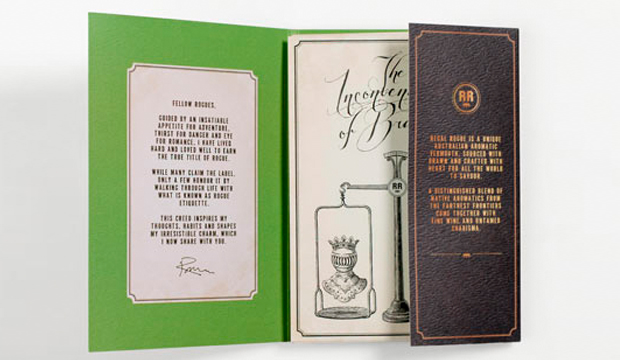 FELLOW ROGUES,
GUIDED BY AN INSATIABLE
APPETITE FOR ADVENTURE,
THIRST FOR DANGER AND EYE
FOR ROMANCE, I HAVE LIVED
HARD AND LOVED WELL TO EARN
THE TRUE TITLE OF ROGUE.
WHILE MANY CLAIM THE LABEL,
ONLY A FEW HONOUR IT BY
WALKING THROUGH LIFE WITH
WHAT IS KNOWN AS ROGUE
ETIQUETTE.
THIS CREED INSPIRES MY
THOUGHTS, HABITS AND SHAPES
MY IRRESISTIBLE CHARM, WHICH
I NOW SHARE WITH YOU.
The
Inconven
of Bra
RR
RR
REGAL ROGUE IS A UNIQUE
AUSTRALIAN AROMATIC
VERMOUTH, SOURCED WITH
BRAWN AND CRAFTED WITH
HEART FOR ALL THE WORLD
TO SAVOUR.
A DISTINGUISHED BLEND OF
NATIVE AROMATICS FROM
THE FARTHEST FRONTIERS
COME TOGETHER WITH
FINE WINE AND UNTAMED
CHARISMA